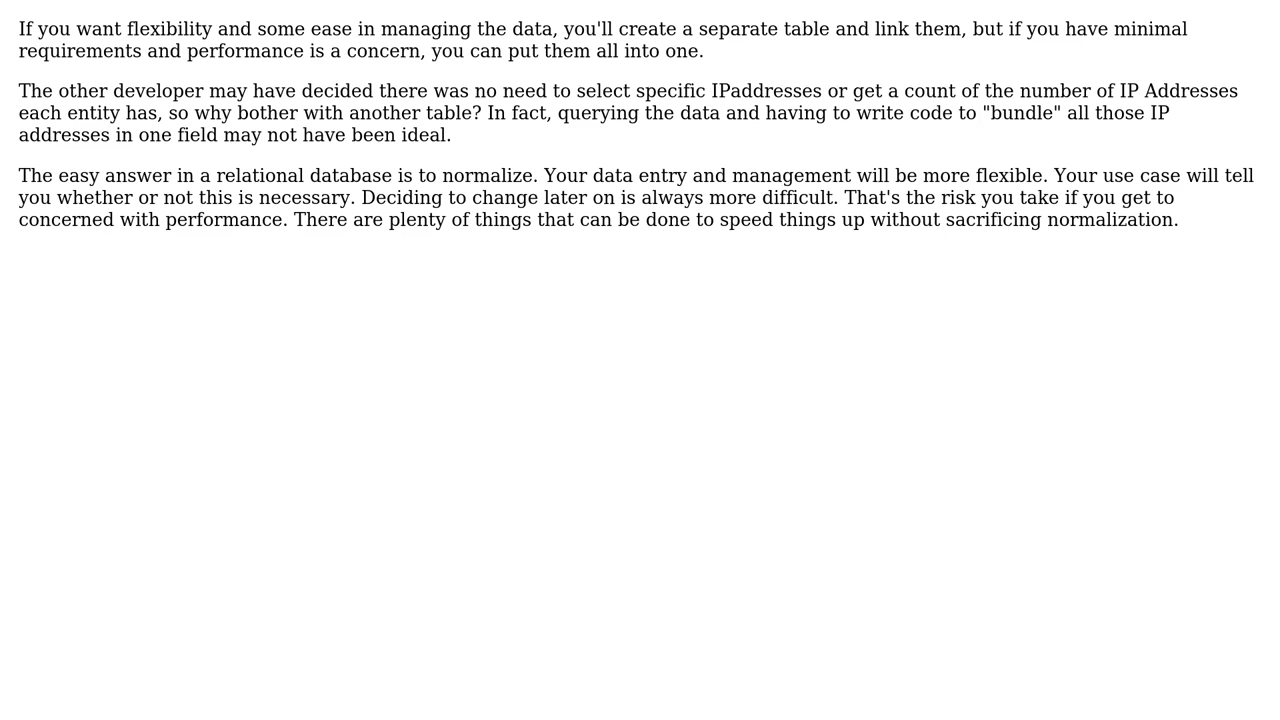 If you want flexibility and some ease in managing the data, you'll create a separate table and link them, but if you have minimal
requirements and performance is a concern, you can put them all into one.
The other developer may have decided there was no need to select specific IPaddresses or get a count of the number of IP Addresses
each entity has, so why bother with another table? In fact, querying the data and having to write code to "bundle" all those IP
addresses in one field may not have been ideal.
The easy answer in a relational database is to normalize. Your data entry and management will be more flexible. Your use case will tell
you whether or not this is necessary. Deciding to change later on is always more difficult. That's the risk you take if you get to
concerned with performance. There are plenty of things that can be done to speed things up without sacrificing normalization.